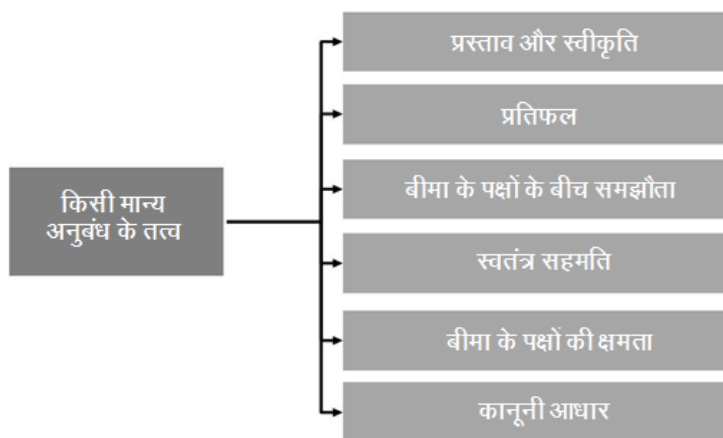 किसी मान्य
अनुबंध के तत्व
प्रस्ताव और स्वीकृति
प्रतिफल
बीमा के पक्षों के बीच समझौता
स्वतंत्र सहमति
बीमा के पक्षों की क्षमता
कानूनी आधार